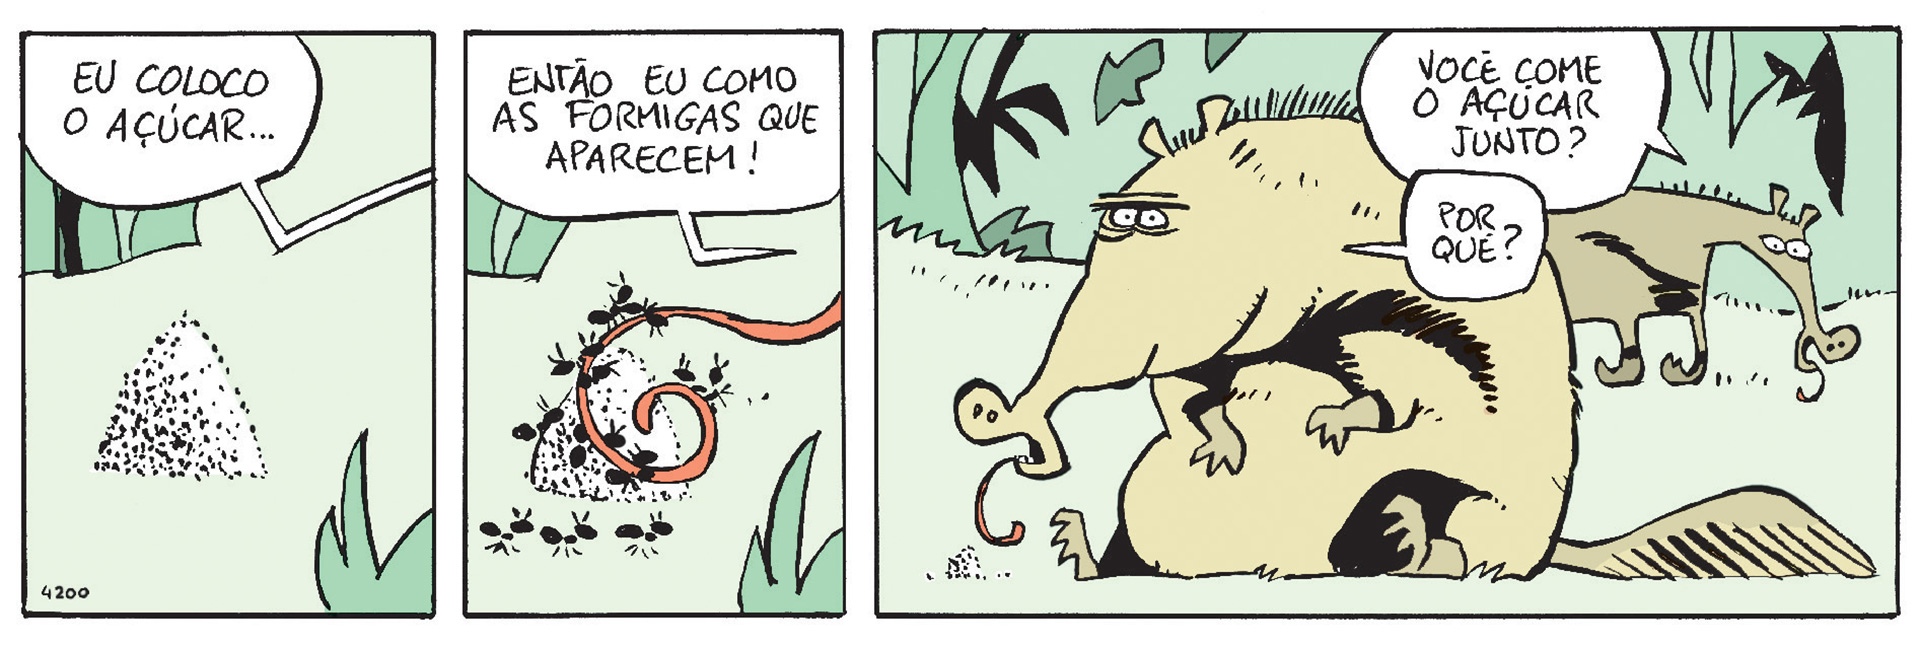 EU COLOCO
O AÇÚCAR...
4200
ENTÃO EU COMO
AS FORMIGAS QUE
APARECEM!
VOCÊ COME
O AÇÚCAR
JUNTO?
POR
QUÊ?